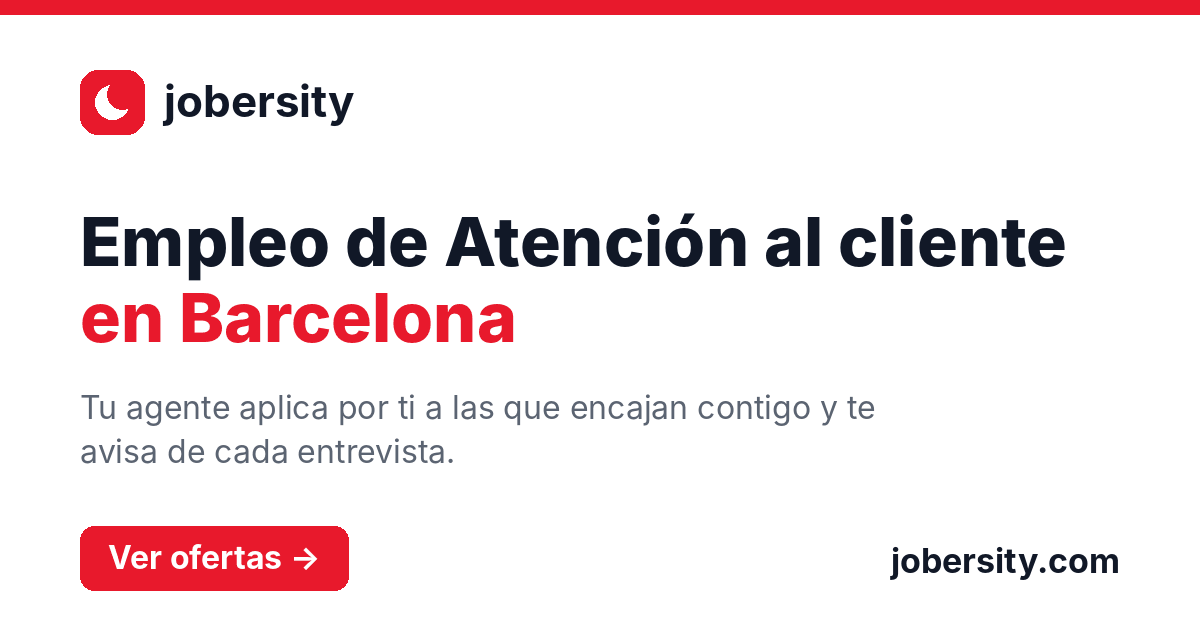 jobersity
Empleo de Atención al cliente
en Barcelona
Tu agente aplica por ti a las que encajan contigo y te
avisa de cada entrevista.
Ver ofertas →
jobersity.com